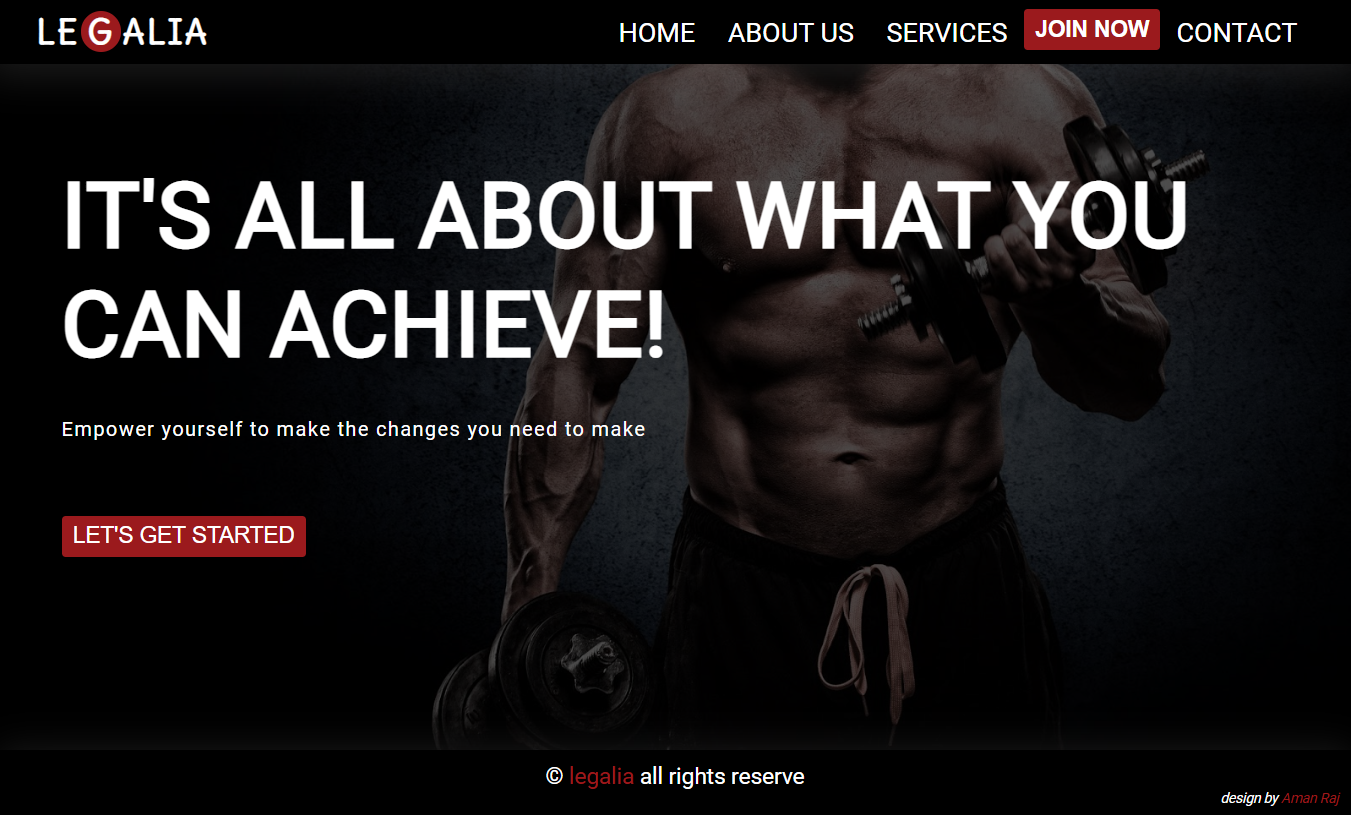 LEGALIA
HOME ABOUT US SERVICES JOIN NOW CONTACT
IT'S ALL ABOUT WHAT YOU
CAN ACHIEVE!
Empower yourself to make the changes you need to make
LET'S GET STARTED
© legalia all rights reserve
design by Aman Raj